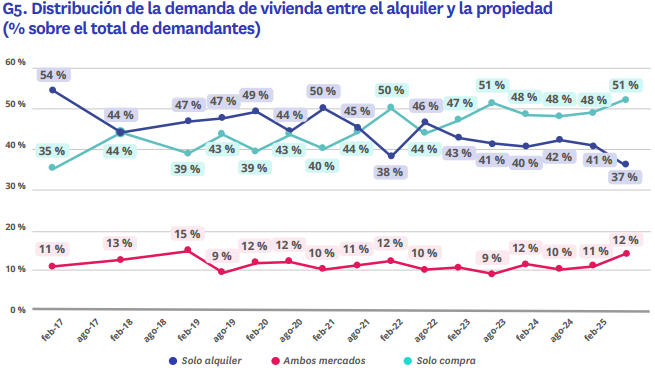 G5. Distribución de la demanda de vivienda entre el alquiler y la propiedad
(% sobre el total de demandantes)
60 %
54 % 44 % 47 % 47 % 49 % 44 % 50 % 45 % 50 % 46 % 47 % 51 % 48 % 48 % 48 % 51 %
50 %
40 %
35 % 44 % 39 % 43 % 39 % 43 % 40 % 44 % 38 % 44 % 43 % 41 % 40 % 42 % 41 % 37 %
30 %
20 %
11 % 13 % 15 % 9 % 12 % 12 % 10 % 11 % 12 % 10 % 9 % 12 % 10 % 11 % 12 %
10 %
0 %
feb-17 ago-17 feb-18 ago-18 feb-19 ago-19 feb-20 ago-20 feb-21 ago-21 feb-22 ago-22 feb-23 ago-23 feb-24 ago-24 feb-25
Solo alquiler Ambos mercados Solo compra